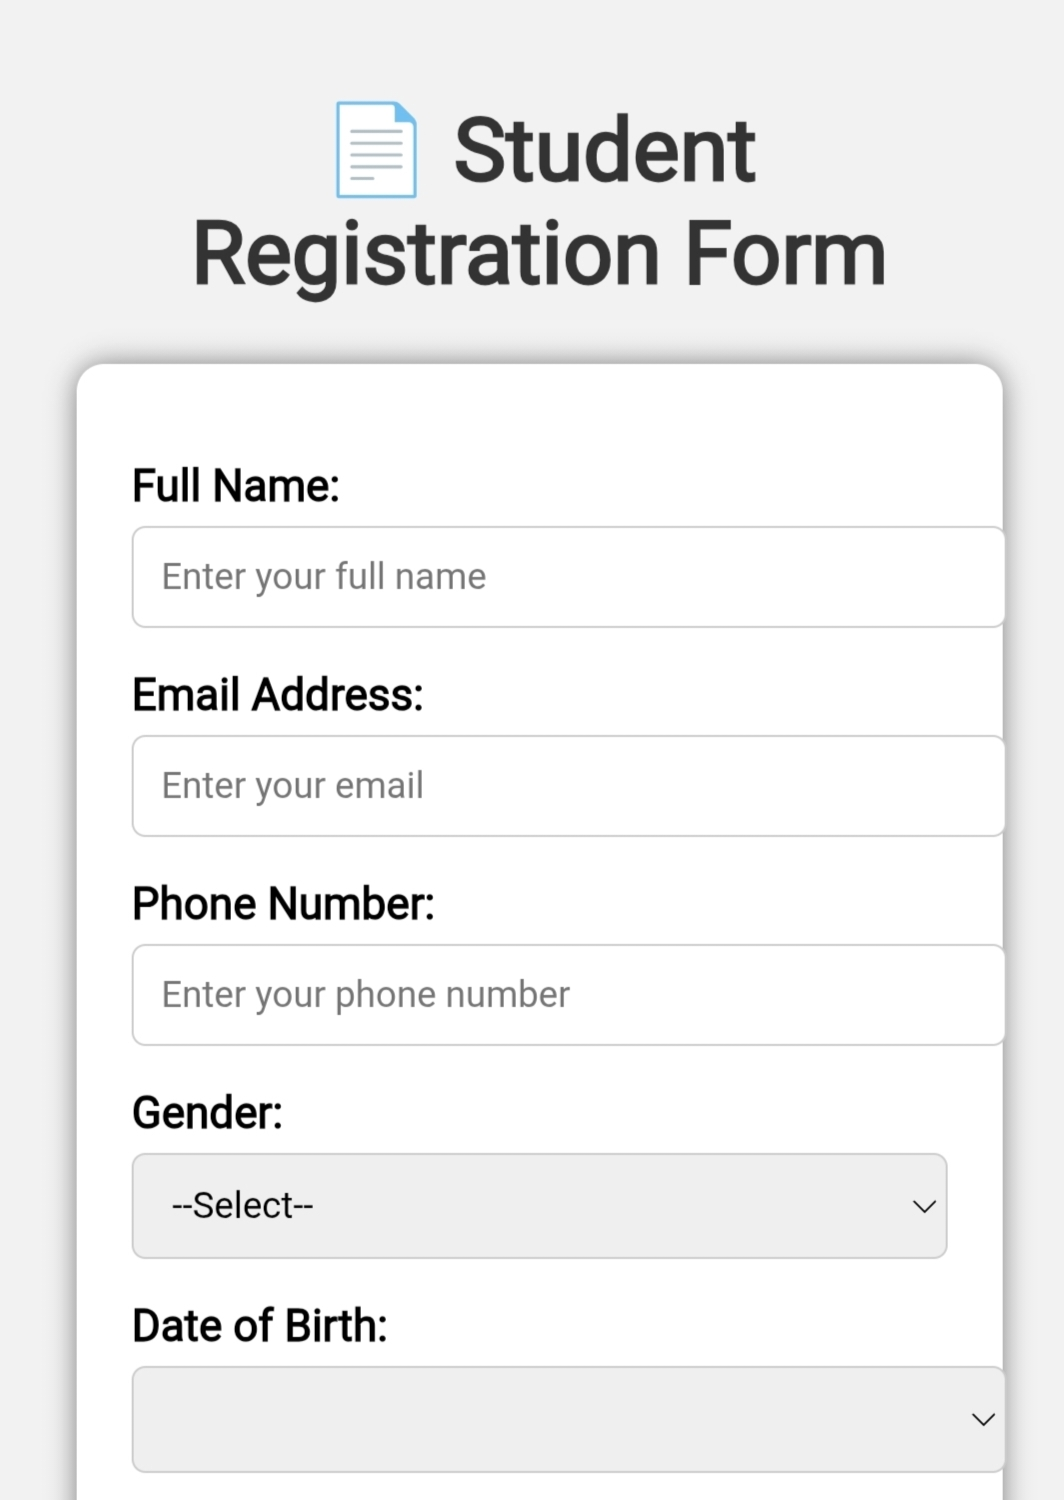 Student
Registration Form
Full Name:
Enter your full name
Email Address:
Enter your email
Phone Number:
Enter your phone number
Gender:
--Select--
Date of Birth: